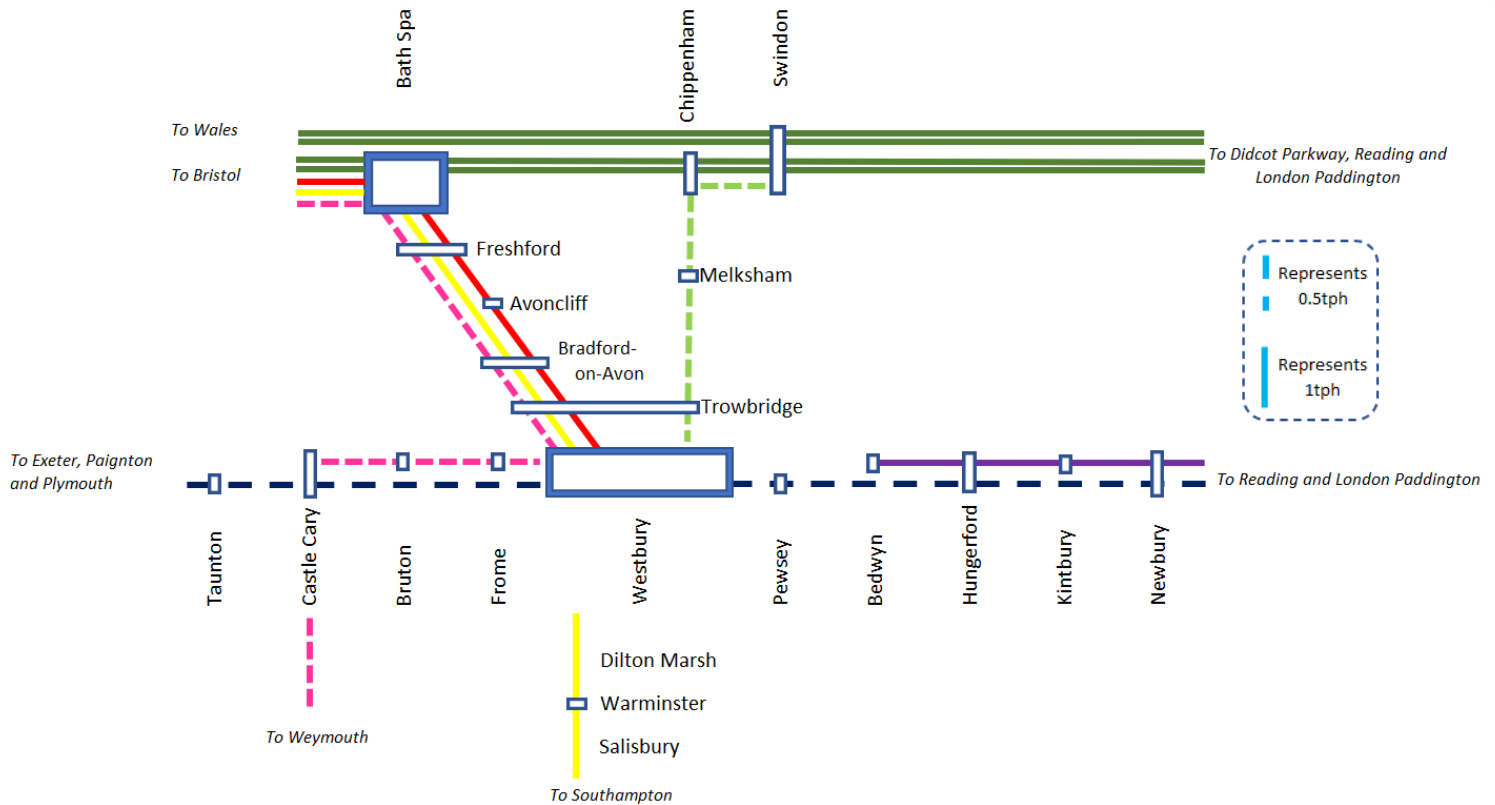 Bath Spa
Chippenham
Swindon
To Wales
To Bristol
To Didcot Parkway, Reading and
London Paddington
Freshford
Melksham
Avoncliff
Bradford-
on-Avon
Trowbridge
Represents
0.5tph
Represents
1tph
To Exeter, Paignton
and Plymouth
To Reading and London Paddington
Taunton
Castle Cary
Bruton
Frome
Westbury
Pewsey
Bedwyn
Hungerford
Kintbury
Newbury
Dilton Marsh
Warminster
Salisbury
To Weymouth
To Southampton